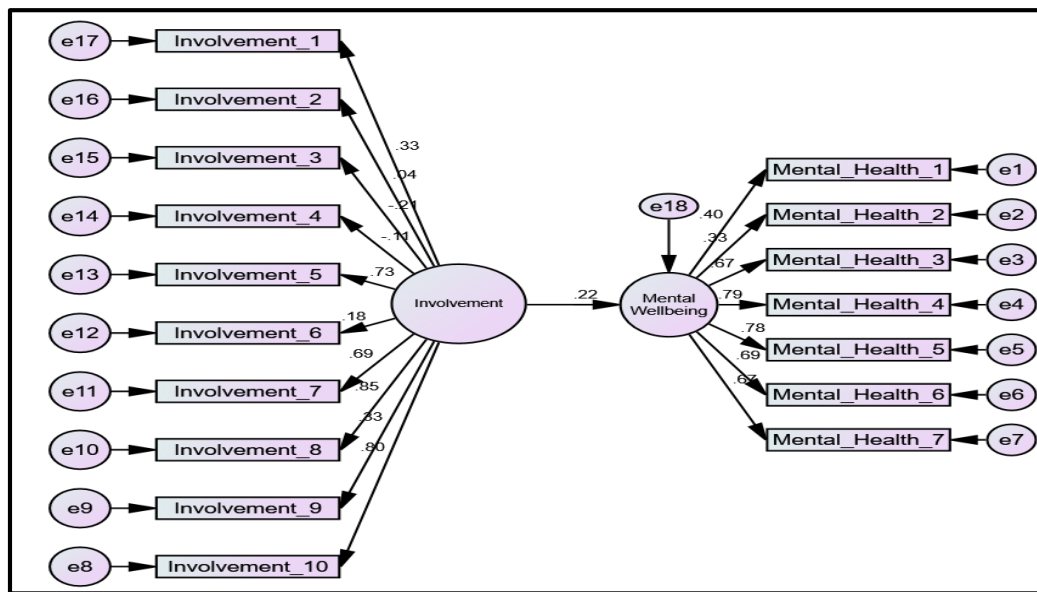 e17 Involvement_1
e16 Involvement_2
e15 Involvement_3
e14 Involvement_4
e13 Involvement_5
e12 Involvement_6
e11 Involvement_7
e10 Involvement_8
e9 Involvement_9
e8 Involvement_10
.33
.04
-.21
-.11
.73
.18
.69
.85
.33
.80
Involvement
.22
e18
Mental
Wellbeing
.40
.33
.67
.79
.78
.69
.67
Mental_Health_1 e1
Mental_Health_2 e2
Mental_Health_3 e3
Mental_Health_4 e4
Mental_Health_5 e5
Mental_Health_6 e6
Mental_Health_7 e7